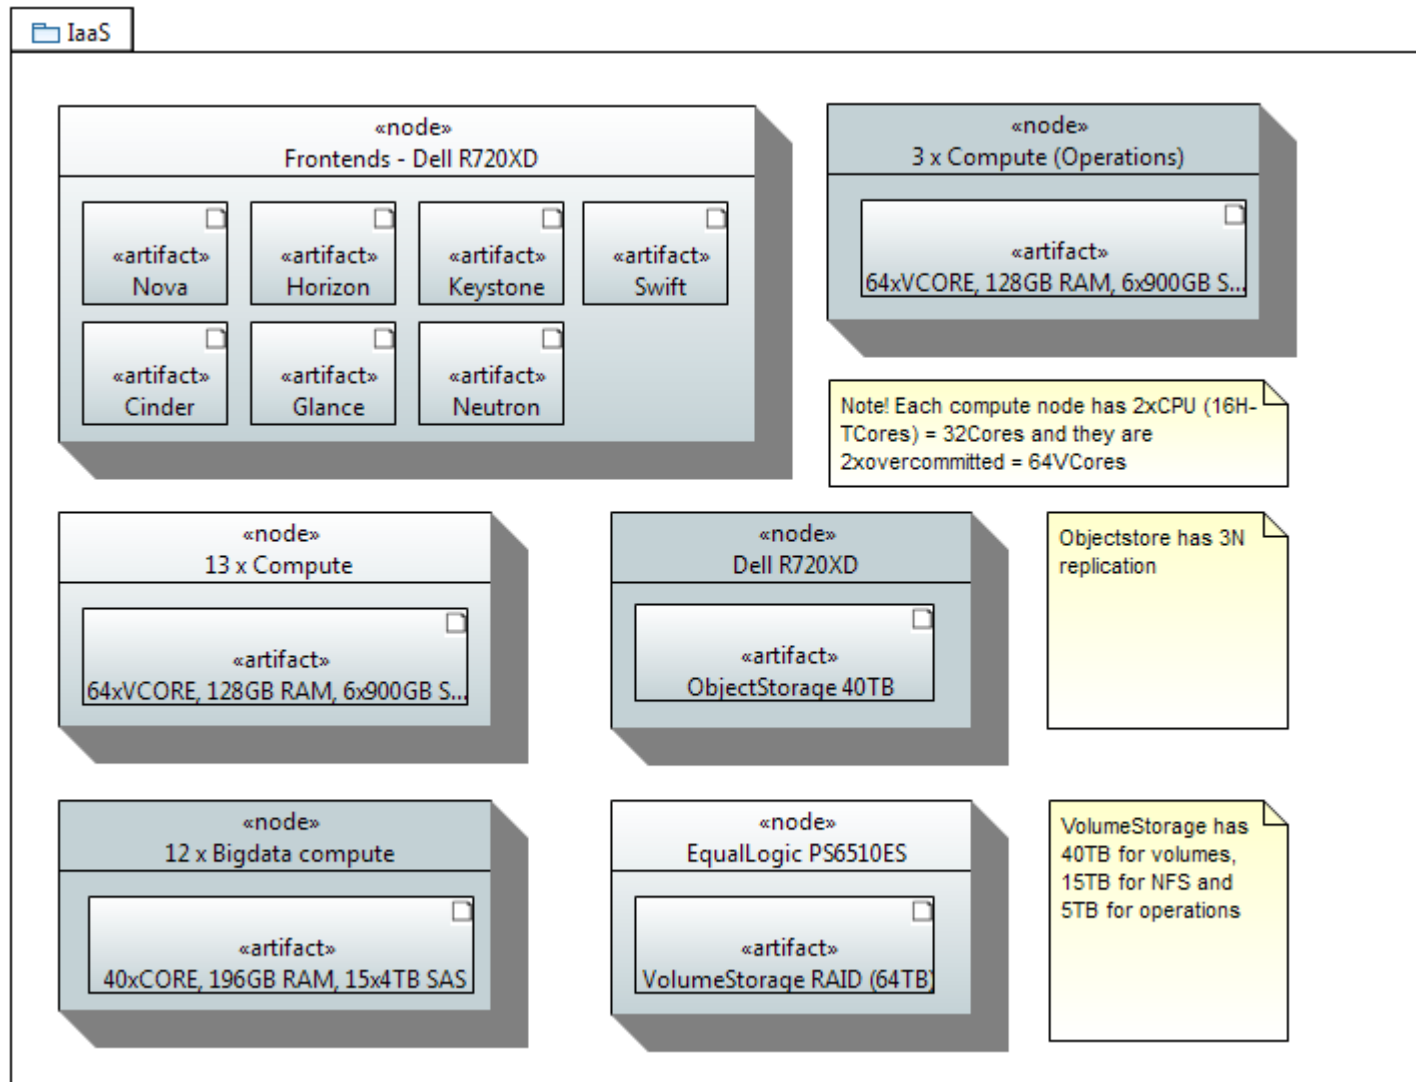 IaaS
«node»
Frontends - Dell R720XD
«artifact»
Nova
«artifact»
Horizon
«artifact»
Keystone
«artifact»
Swift
«artifact»
Cinder
«artifact»
Glance
«artifact»
Neutron
«node»
3 x Compute (Operations)
«artifact»
64xVCORE, 128GB RAM, 6x900GB S...
Note! Each compute node has 2xCPU (16H-
TCores) = 32Cores and they are
2xovercommitted = 64VCores
«node»
13 x Compute
«artifact»
64xVCORE, 128GB RAM, 6x900GB S...
«node»
Dell R720XD
«artifact»
ObjectStorage 40TB
Objectstore has 3N
replication
«node»
12 x Bigdata compute
«artifact»
40xCORE, 196GB RAM, 15x4TB SAS
«node»
EqualLogic PS6510ES
«artifact»
VolumeStorage RAID (64TB)
VolumeStorage has
40TB for volumes,
15TB for NFS and
5TB for operations